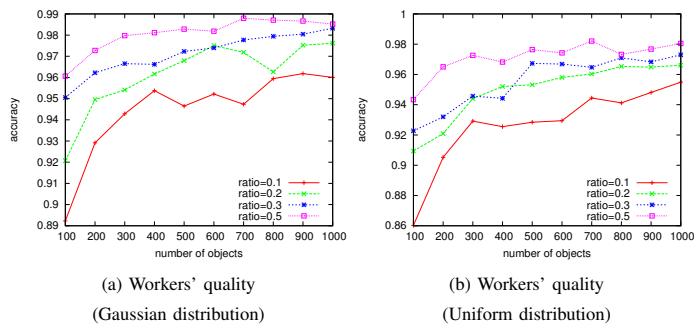 0.99
0.98
0.97
0.96
0.95
0.94
0.93
0.92
0.91
0.9
0.89
accuracy
100 200 300 400 500 600 700 800 900 1000
number of objects
ratio=0.1
ratio=0.2
ratio=0.3
ratio=0.5
(a) Workers' quality
(Gaussian distribution)
1
0.98
0.96
0.94
0.92
0.9
0.88
0.86
accuracy
100 200 300 400 500 600 700 800 900 1000
number of objects
ratio=0.1
ratio=0.2
ratio=0.3
ratio=0.5
(b) Workers' quality
(Uniform distribution)